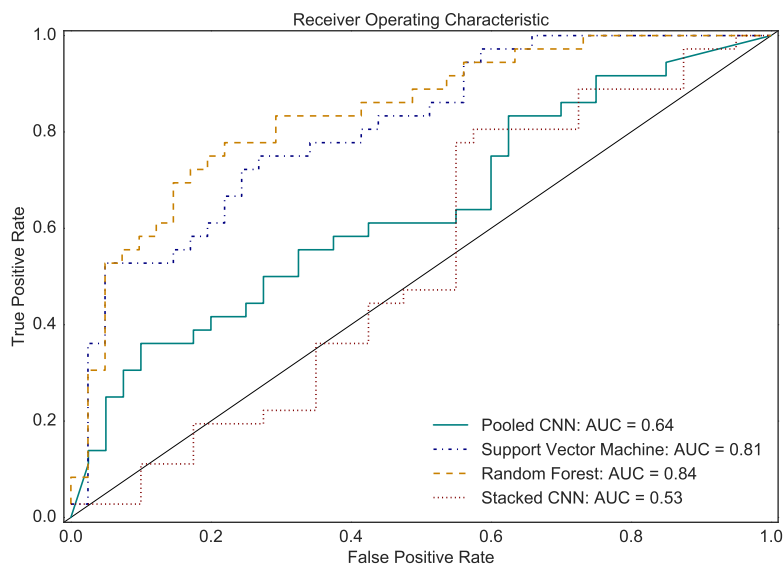 Receiver Operating Characteristic
1.0
0.8
0.6
0.4
0.2
0.0
True Positive Rate
Pooled CNN: AUC = 0.64
Support Vector Machine: AUC = 0.81
Random Forest: AUC = 0.84
Stacked CNN: AUC = 0.53
0.0 0.2 0.4 0.6 0.8 1.0
False Positive Rate